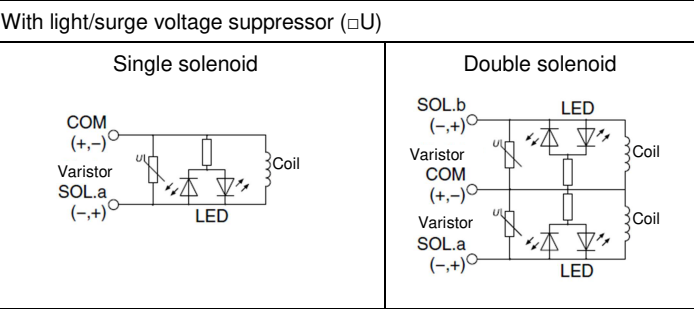 With light/surge voltage suppressor (□U)
Single solenoid
COM
(+,−)
U
Varistor
Coil
SOL.a
(−,+)
LED
Double solenoid
SOL.b
LED
(−,+)
U
Varistor
Coil
COM
(+,−)
U
Varistor
Coil
SOL.a
(−,+)
LED